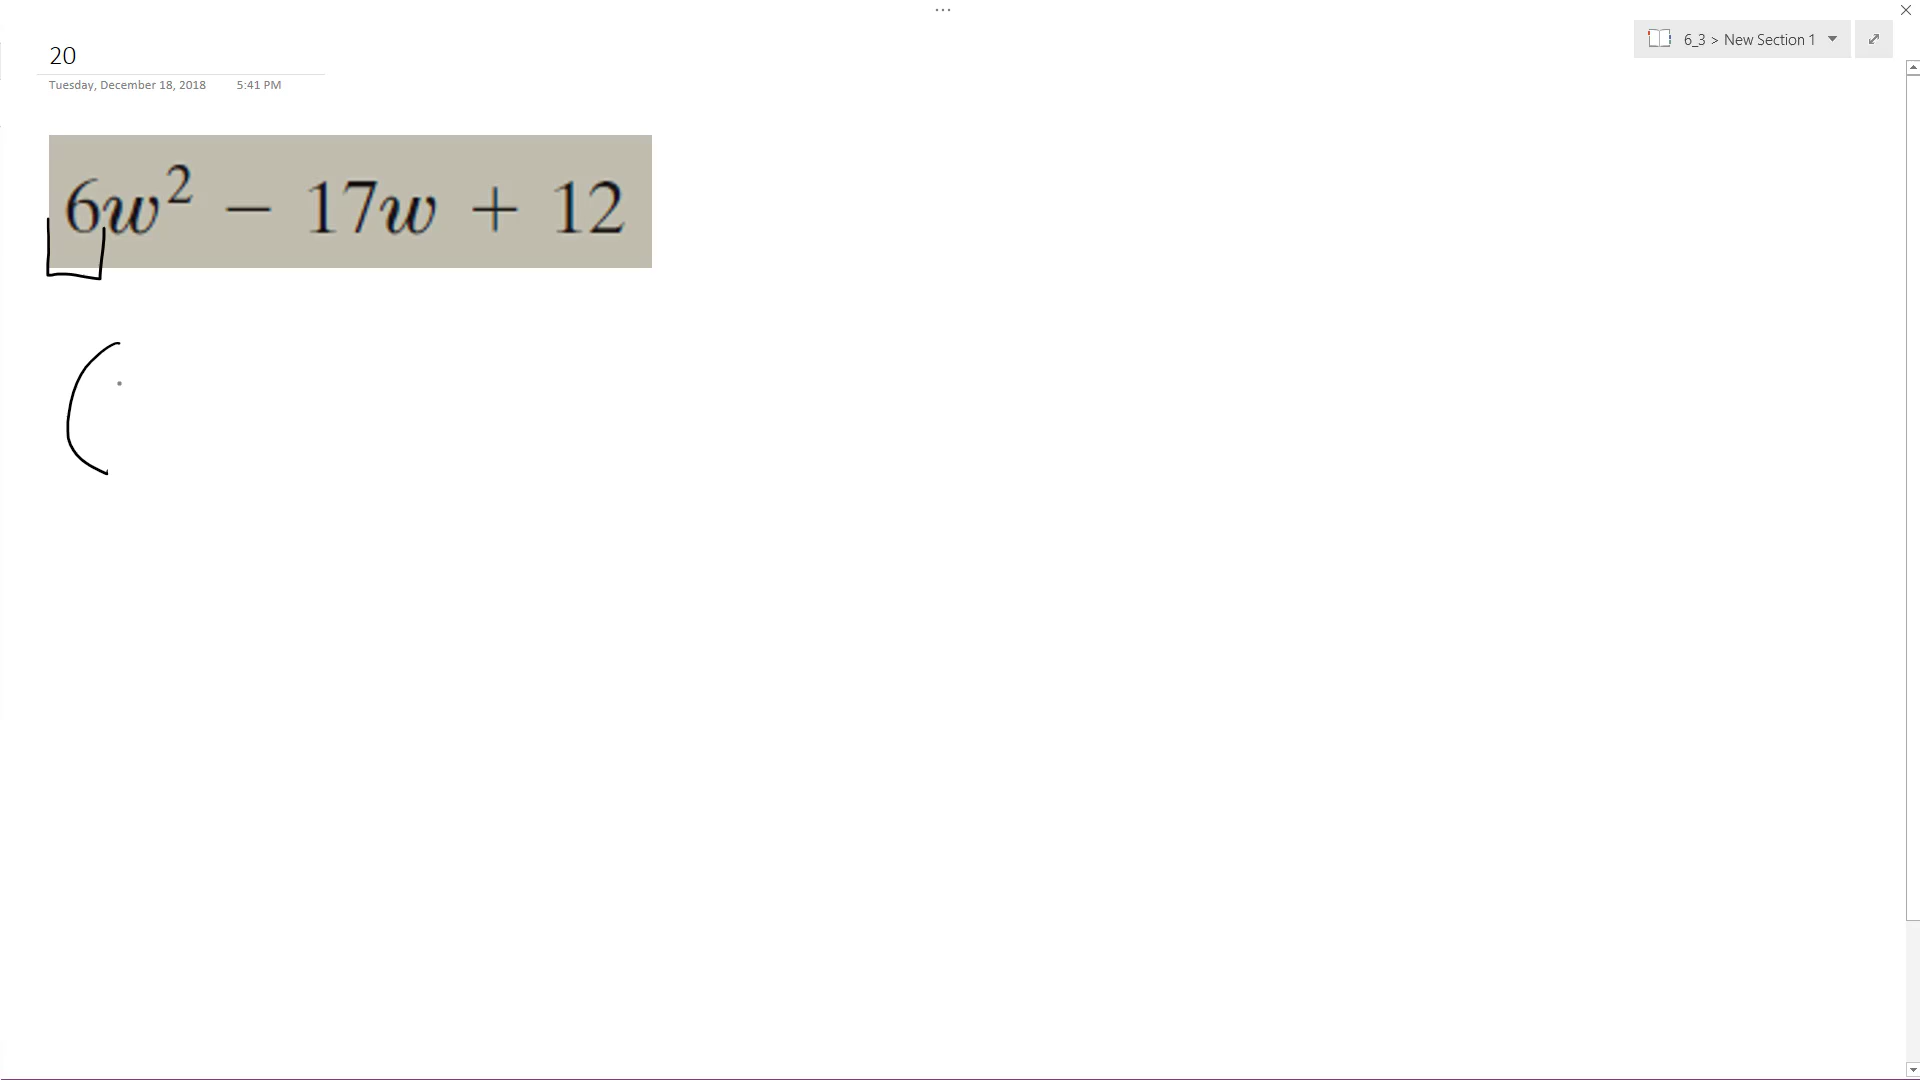 ...
6_3 > New Section 1
20
Tuesday, December 18, 2018 5:41 PM
6w² − 17w + 12
(